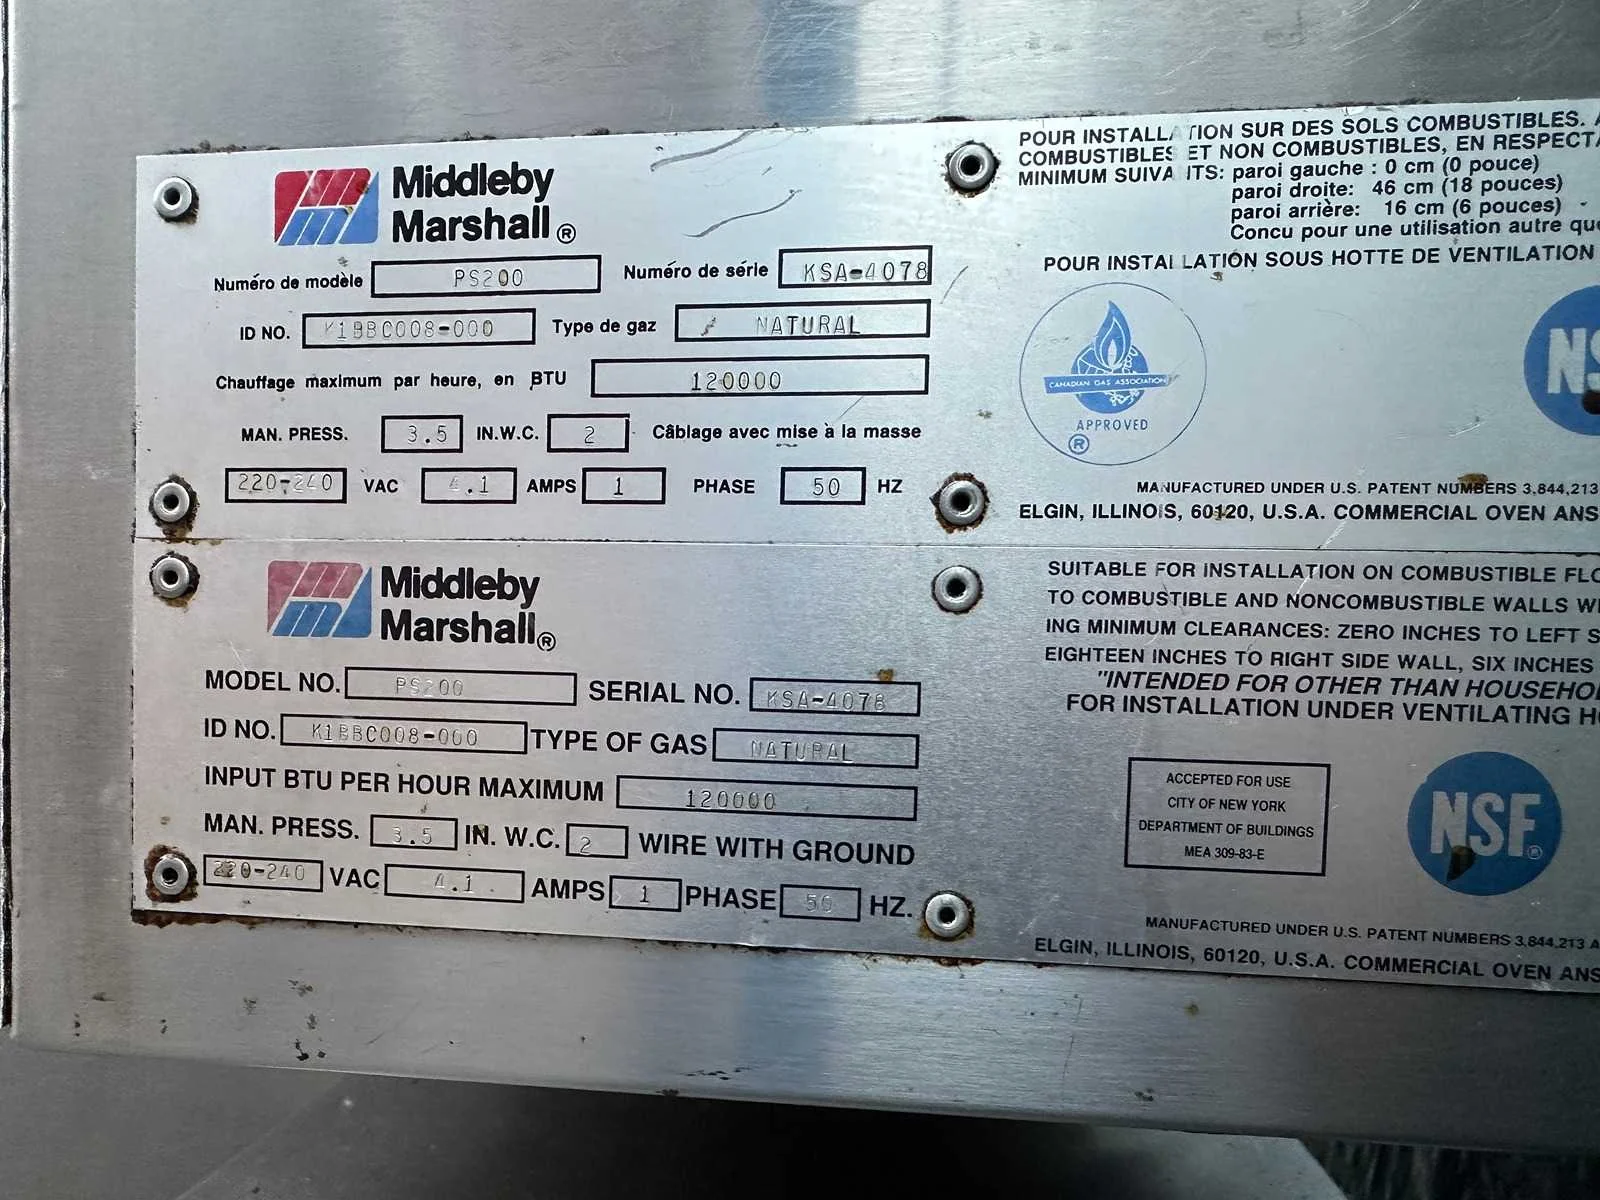 Middleby
Marshall®
Numéro de modèle PS200 Numéro de série KSA-4078
ID NO. K1BBC008-000 Type de gaz NATURAL
Chauffage maximum par heure, en BTU 120000
MAN. PRESS. 3.5 IN.W.C. 2 Câblage avec mise à la masse
220-240 VAC 4.1 AMPS 1 PHASE 50 HZ
POUR INSTALLATION SUR DES SOLS COMBUSTIBLES.
COMBUSTIBLES ET NON COMBUSTIBLES, EN RESPECTA
MINIMUM SUIVANTS: paroi gauche : 0 cm (0 pouce)
paroi droite: 46 cm (18 pouces)
paroi arrière: 16 cm (6 pouces) -
Concu pour une utilisation autre que
POUR INSTALLATION SOUS HOTTE DE VENTILATION
CANADIAN GAS ASSOCIATION
APPROVED
®
NS
MANUFACTURED UNDER U.S. PATENT NUMBERS 3,844,213
ELGIN, ILLINOIS, 60120, U.S.A. COMMERCIAL OVEN ANS
Middleby
Marshall®
MODEL NO. PS200 SERIAL NO. KSA-4078
ID NO. K1BBC008-000 TYPE OF GAS NATURAL
INPUT BTU PER HOUR MAXIMUM 120000
MAN. PRESS. 3.5 IN. W.C. 2 WIRE WITH GROUND
220-240 VAC 4.1 AMPS 1 PHASE 50 HZ.
SUITABLE FOR INSTALLATION ON COMBUSTIBLE FLO
TO COMBUSTIBLE AND NONCOMBUSTIBLE WALLS WI
ING MINIMUM CLEARANCES: ZERO INCHES TO LEFT S
EIGHTEEN INCHES TO RIGHT SIDE WALL, SIX INCHES
"INTENDED FOR OTHER THAN HOUSEHOL
FOR INSTALLATION UNDER VENTILATING HO
ACCEPTED FOR USE
CITY OF NEW YORK
DEPARTMENT OF BUILDINGS
MEA 309-83-E
NSF®
MANUFACTURED UNDER U.S. PATENT NUMBERS 3,844,213 A
ELGIN, ILLINOIS, 60120, U.S.A. COMMERCIAL OVEN ANS